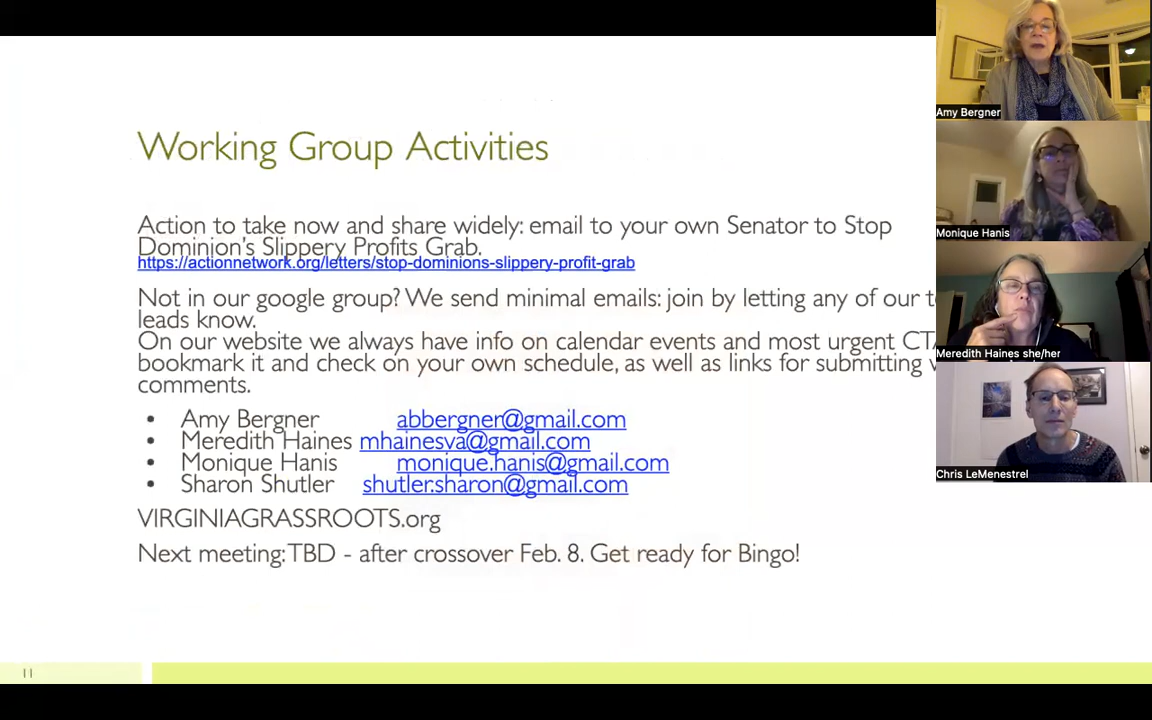 Working Group Activities
Action to take now and share widely: email to your own Senator to Stop
Dominion's Slippery Profits Grab.
https://actionnetwork.org/letters/stop-dominions-slippery-profit-grab
Not in our google group? We send minimal emails: join by letting any of our
leads know.
On our website we always have info on calendar events and most urgent
bookmark it and check on your own schedule, as well as links for submitting
comments.
• Amy Bergner abbergner@gmail.com
• Meredith Haines mhainesva@gmail.com
• Monique Hanis monique.hanis@gmail.com
• Sharon Shutler shutler.sharon@gmail.com
VIRGINIAGRASSROOTS.org
Next meeting: TBD - after crossover Feb. 8. Get ready for Bingo!
11
Amy Bergner
Monique Hanis
Meredith Haines she/her
Chris LeMenestrel